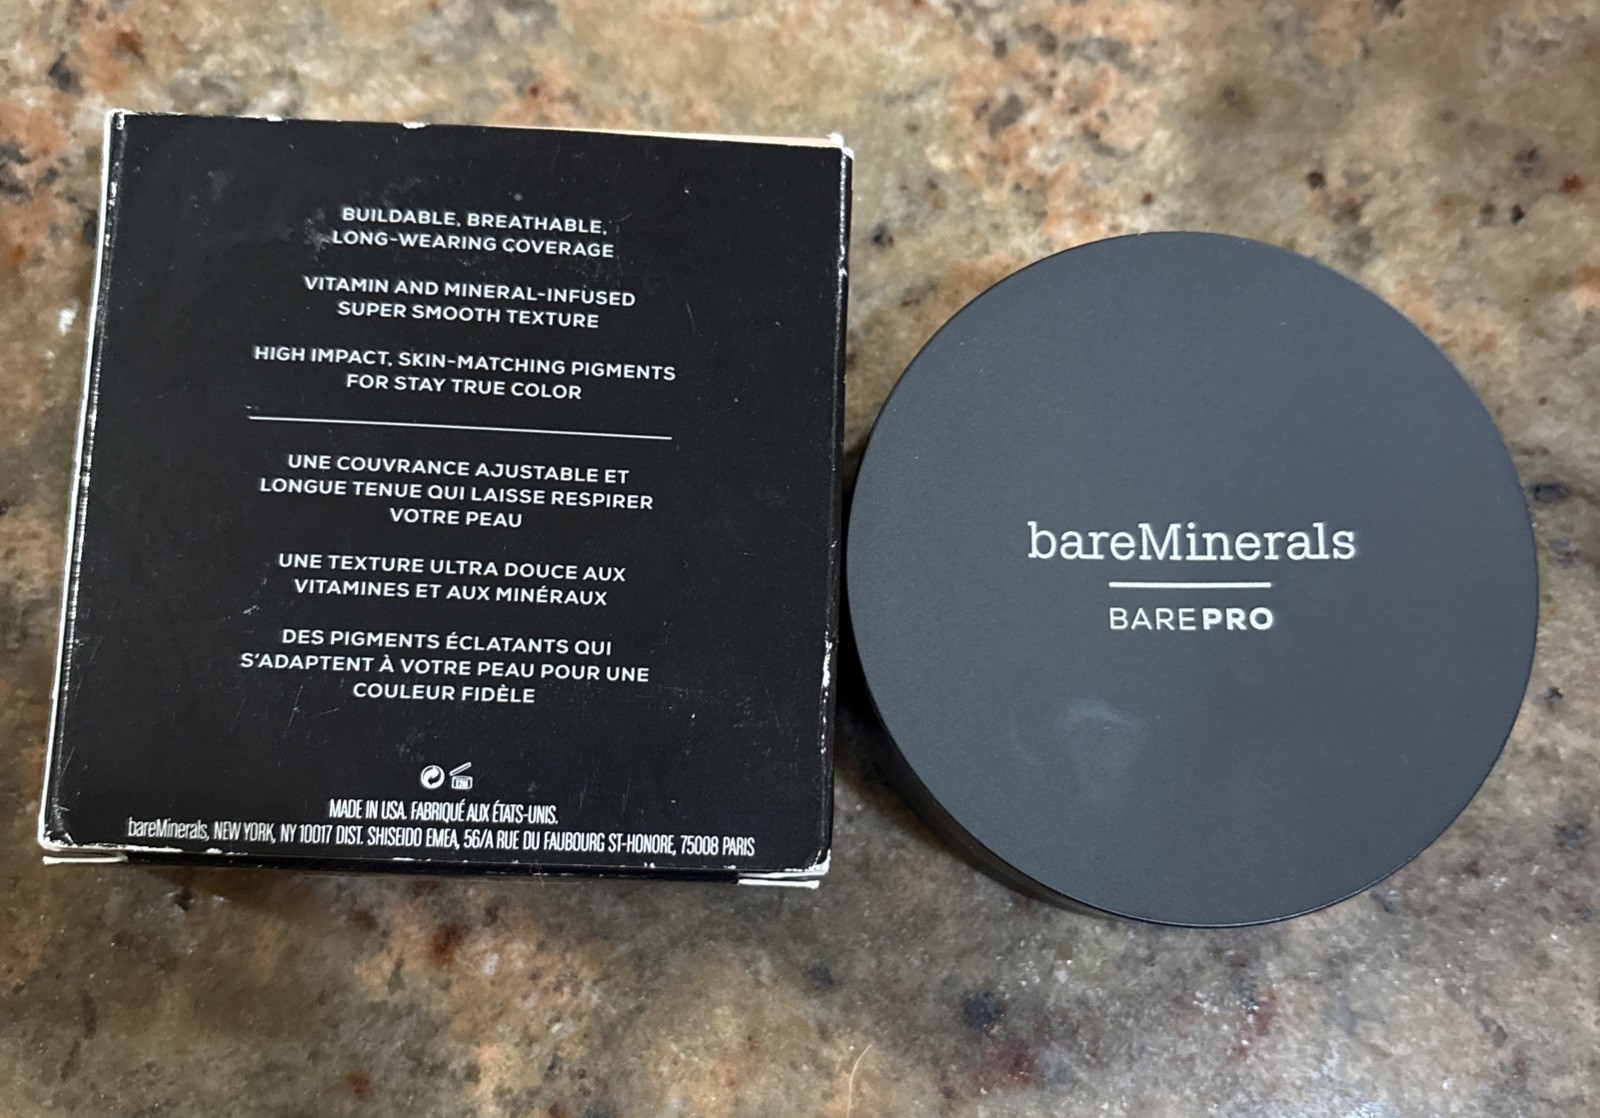 BUILDABLE, BREATHABLE,
LONG-WEARING COVERAGE
VITAMIN AND MINERAL-INFUSED
SUPER SMOOTH TEXTURE
HIGH IMPACT, SKIN-MATCHING PIGMENTS
FOR STAY TRUE COLOR
UNE COUVRANCE AJUSTABLE ET
LONGUE TENUE QUI LAISSE RESPIRER
VOTRE PEAU
UNE TEXTURE ULTRA DOUCE AUX
VITAMINES ET AUX MINÉRAUX
DES PIGMENTS ÉCLATANTS QUI
S'ADAPTENT À VOTRE PEAU POUR UNE
COULEUR FIDÈLE
12M
MADE IN USA. FABRIQUÉ AUX ÉTATS-UNIS.
bareMinerals, NEW YORK, NY 10017 DIST. SHISEIDO EMEA, 56/A RUE DU FAUBOURG ST-HONORE, 75008 PARIS
bareMinerals
BAREPRO